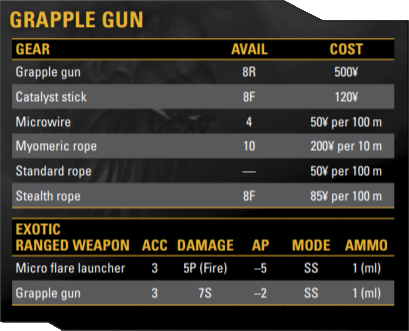 GRAPPLE GUN
GEAR AVAIL COST
Grapple gun 8R 500¥
Catalyst stick 8F 120¥
Microwire 4 50¥ per 100 m
Myomeric rope 10 200¥ per 10 m
Standard rope — 50¥ per 100 m
Stealth rope 8F 85¥ per 100 m
EXOTIC
RANGED WEAPON ACC DAMAGE AP MODE AMMO
Micro flare launcher 3 5P (Fire) –5 SS 1 (ml)
Grapple gun 3 7S –2 SS 1 (ml)